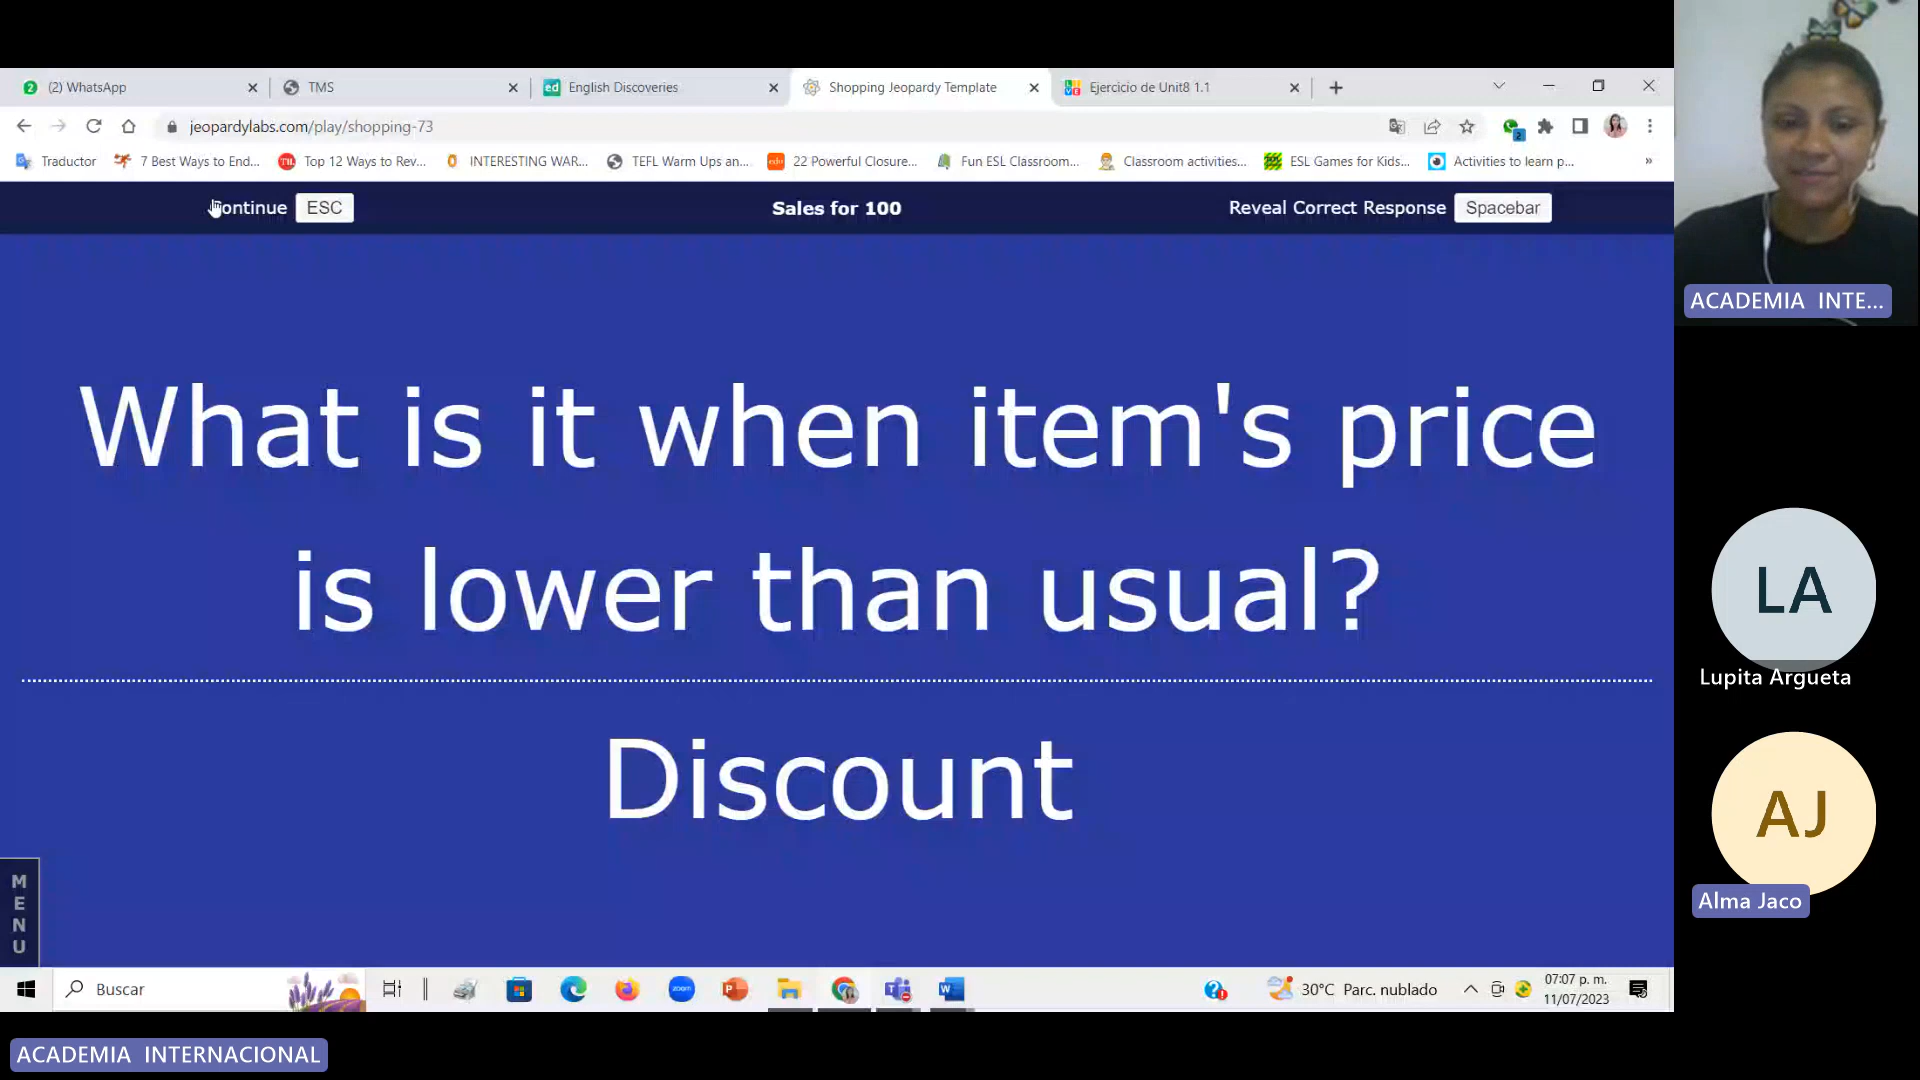 (2) WhatsApp
TMS
English Discoveries
Shopping Jeopardy Template
Ejercicio de Unit8 1.1
jeopardylabs.com/play/shopping-73
Traductor
7 Best Ways to End...
Top 12 Ways to Rev...
INTERESTING WAR...
TEFL Warm Ups an...
22 Powerful Closure...
Fun ESL Classroom...
Classroom activities...
ESL Games for Kids...
Activities to learn p...
»
ontinue ESC
Sales for 100
Reveal Correct Response Spacebar
What is it when item's price
is lower than usual?
Discount
MENU
Buscar
30°C Parc. nublado
07:07 p. m.
11/07/2023
ACADEMIA INTE...
LA
Lupita Argueta
AJ
Alma Jaco
ACADEMIA INTERNACIONAL